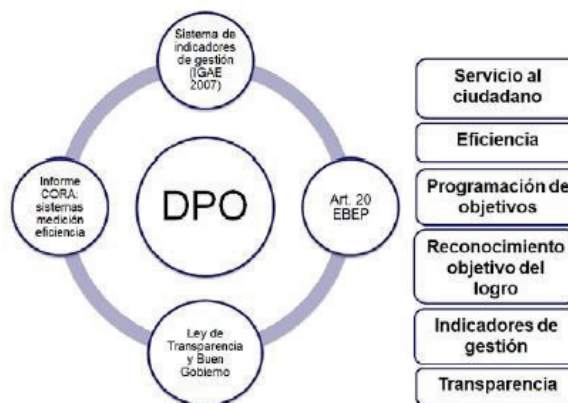 Sistema de
indicadores
de gestión
(IGAE
2007)
Informe
CORA:
sistemas
medición
eficiencia
DPO
Art. 20
EBEP
Ley de
Transparencia
y Buen
Gobierno
Servicio al
ciudadano
Eficiencia
Programación de
objetivos
Reconocimiento
objetivo del
logro
Indicadores de
gestión
Transparencia